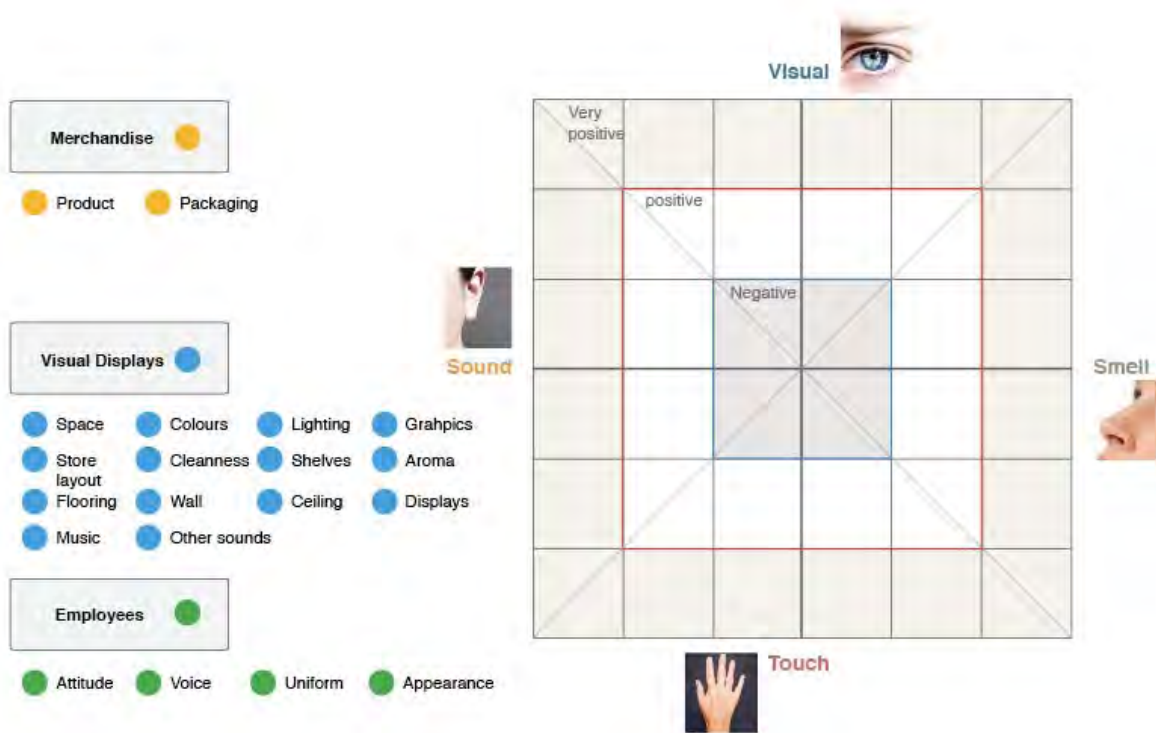 Visual
Merchandise
Product
Packaging
Very
positive
positive
Negative
Sound
Smell
Visual Displays
Space
Colours
Lighting
Grahpics
Store
layout
Cleanness
Shelves
Aroma
Flooring
Wall
Ceiling
Displays
Music
Other sounds
Employees
Touch
Attitude
Voice
Uniform
Appearance